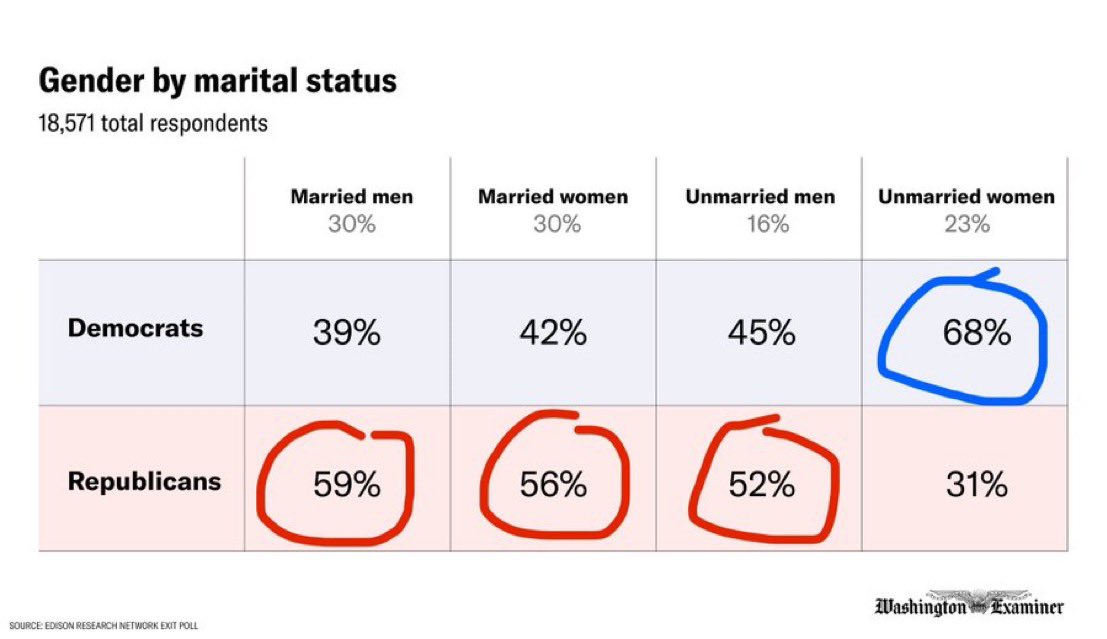 Gender by marital status
18,571 total respondents
Married men Married women Unmarried men Unmarried women
30% 30% 16% 23%
Democrats 39% 42% 45% 68%
Republicans 59% 56% 52% 31%
Washington Examiner
SOURCE: EDISON RESEARCH NETWORK EXIT POLL